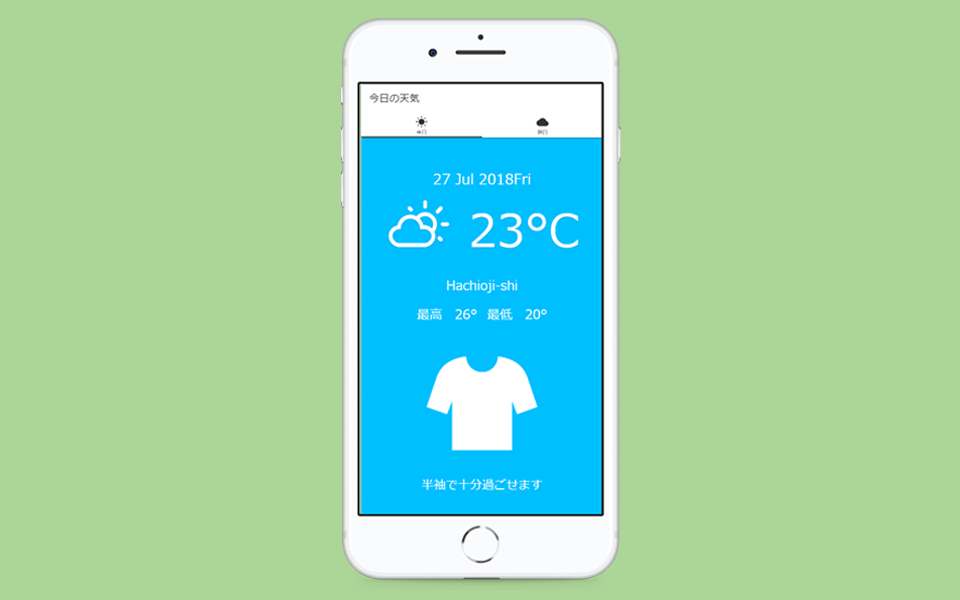 今日の天気
今日
明日
27 Jul 2018Fri
23°C
Hachioji-shi
最高 26° 最低 20°
半袖で十分過ごせます